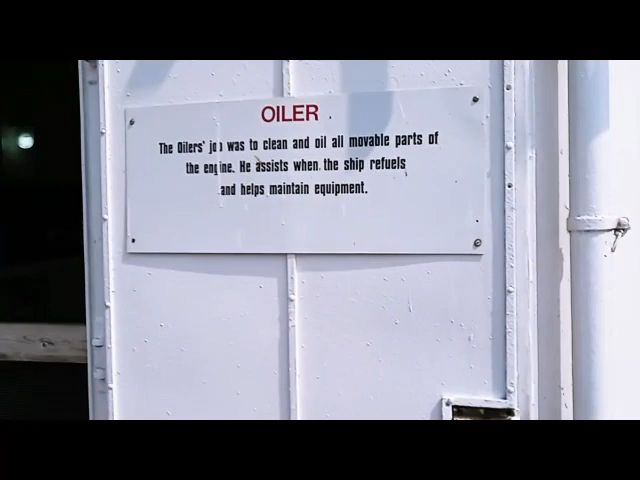 OILER
The Oilers' job was to clean and oil all movable parts of
the engine. He assists when the ship refuels
and helps maintain equipment.